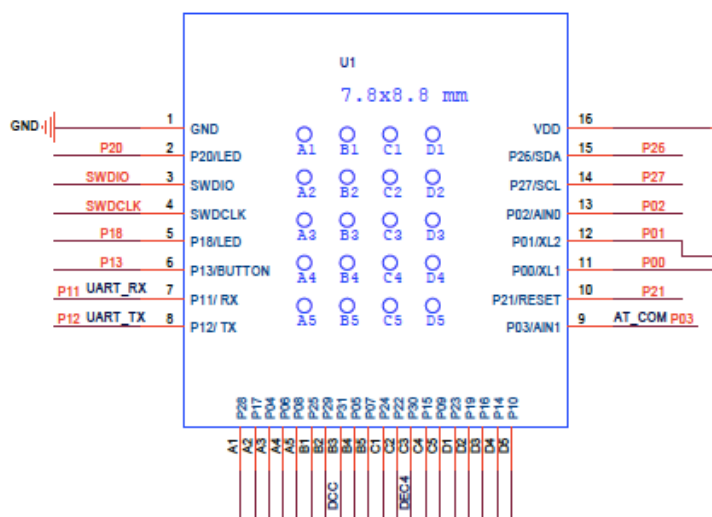 U1
7.8x8.8 mm
GND 1 GND
P20 2 P20/LED
SWDIO 3 SWDIO
SWDCLK 4 SWDCLK
P18 5 P18/LED
P13 6 P13/BUTTON
P11 UART_RX 7 P11/ RX
P12 UART_TX 8 P12/ TX
A1 B1 C1 D1
A2 B2 C2 D2
A3 B3 C3 D3
A4 B4 C4 D4
A5 B5 C5 D5
VDD 16
P26/SDA 15 P26
P27/SCL 14 P27
P02/AIN0 13 P02
P01/XL2 12 P01
P00/XL1 11 P00
P21/RESET 10 P21
P03/AIN1 9 AT_COM P03
P28 P17 P04 P06 P08 P25 P29 P31 P05 P07 P24 P22 P30 P15 P09 P23 P19 P16 P14 P10
A1 A2 A3 A4 A5 B1 B2 B3 B4 B5 C1 C2 C3 C4 C5 D1 D2 D3 D4 D5
DCC DEC4